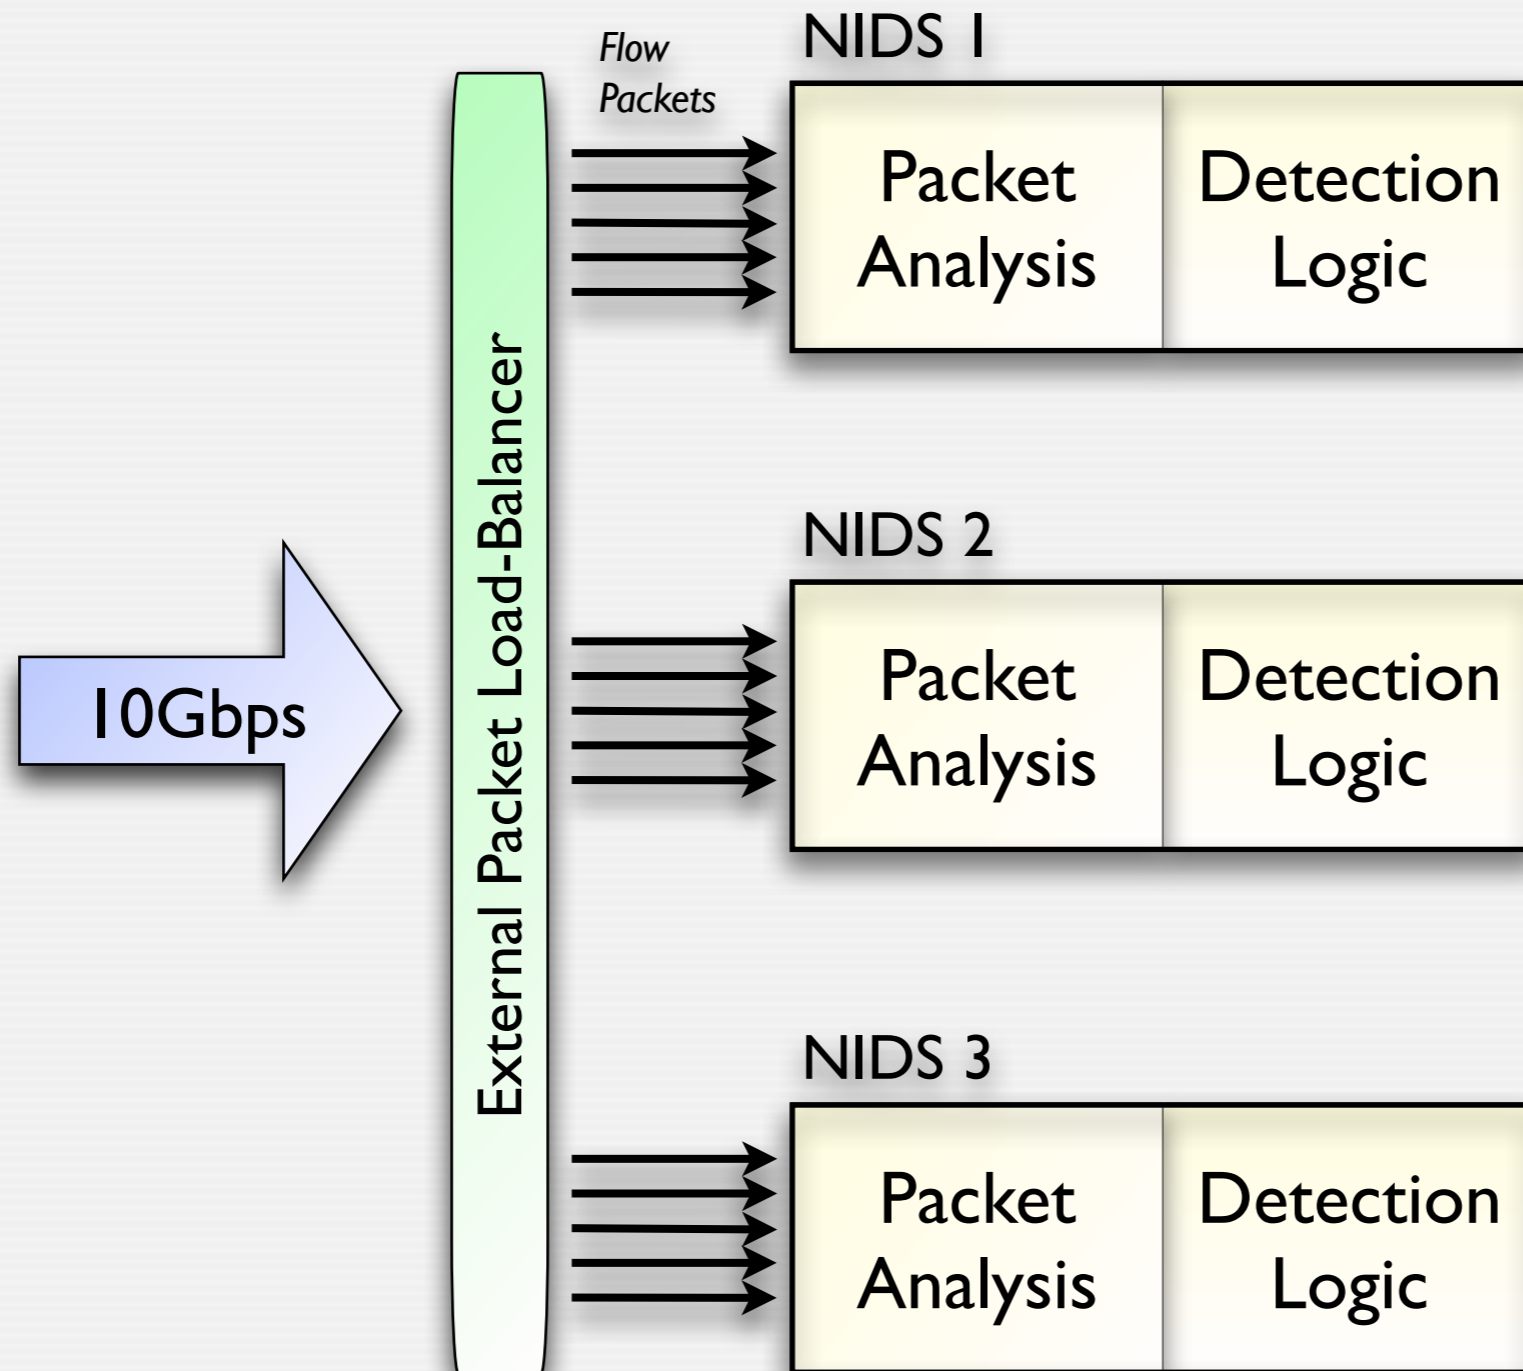 Flow
Packets
NIDS 1
Packet
Analysis
Detection
Logic
10Gbps
External Packet Load-Balancer
NIDS 2
Packet
Analysis
Detection
Logic
NIDS 3
Packet
Analysis
Detection
Logic